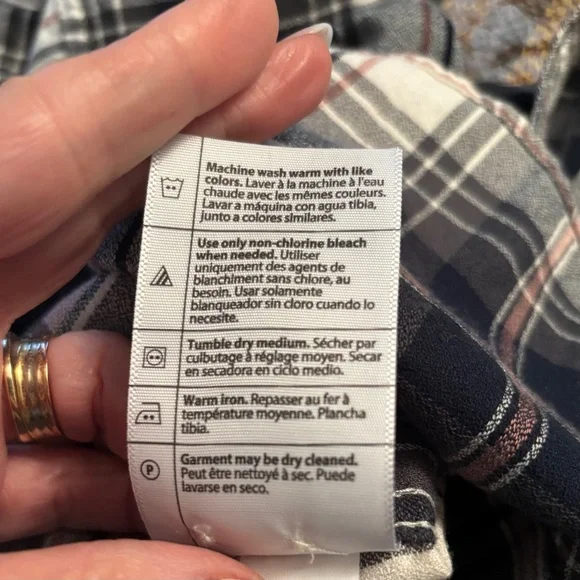 Machine wash warm with like
colors. Laver à la machine à l'eau
chaude avec les mêmes couleurs.
Lavar a máquina con agua tibia,
junto a colores similares.
Use only non-chlorine bleach
when needed. Utiliser
uniquement des agents de
blanchiment sans chlore, au
besoin. Usar solamente
blanqueador sin cloro cuando lo
necesite.
Tumble dry medium. Sécher par
culbutage à réglage moyen. Secar
en secadora en ciclo medio.
Warm iron. Repasser au fer à
température moyenne. Plancha
tibia.
P
Garment may be dry cleaned.
Peut être nettoyé à sec. Puede
lavarse en seco.